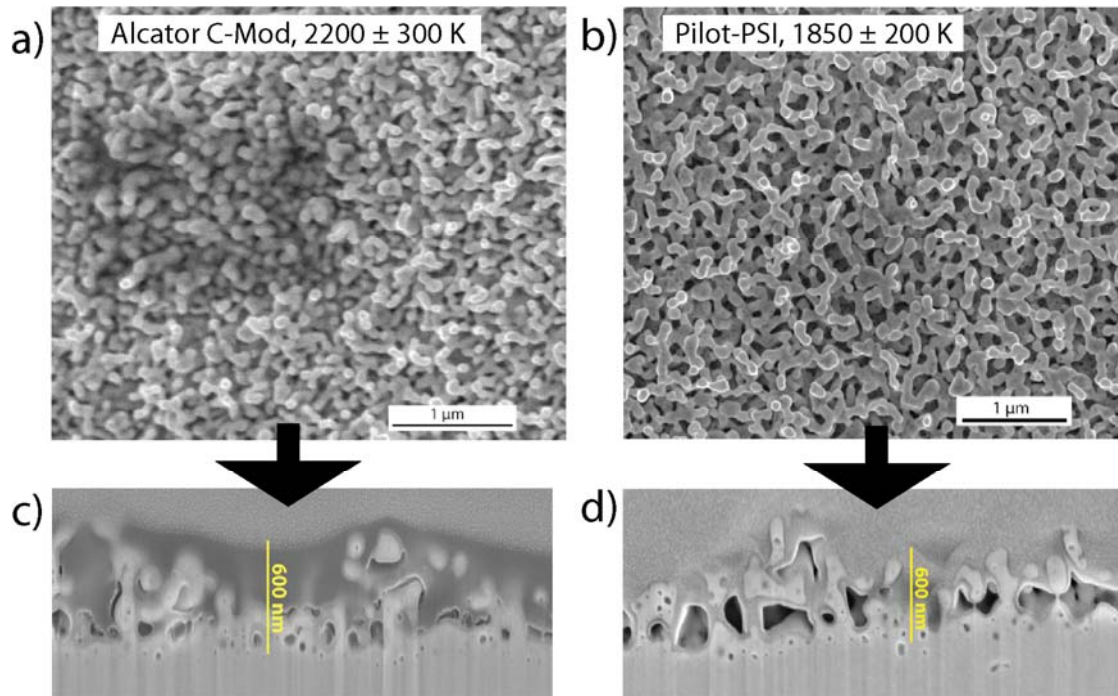 a)
Alcator C-Mod, 2200 ± 300 K
b)
Pilot-PSI, 1850 ± 200 K
1 µm
1 µm
c)
600 nm
d)
600 nm